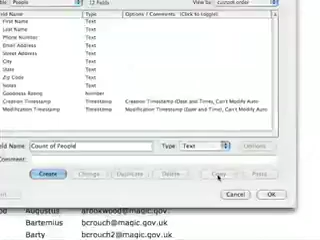 People 12 Fields View by: custom order
Field Name Type Options / Comments (Click to toggle)
First Name Text
Last Name Text
Phone Number Text
Email Address Text
Street Address Text
City Text
State Text
Zip Code Text
Notes Text
Goodness Rating Number
Creation Timestamp Timestamp Creation Timestamp (Date and Time), Can't Modify Auto
Modification Timestamp Timestamp Modification Timestamp (Date and Time), Can't Modify Auto
Name: Count of People Type: Text Options
Comment:
Create Change Duplicate Delete Copy Paste
Cancel OK
Augustus arookwood@magic.gov
Bartemius bcrouch@magic.gov.uk
Barty bcrouch2@magic.gov.uk